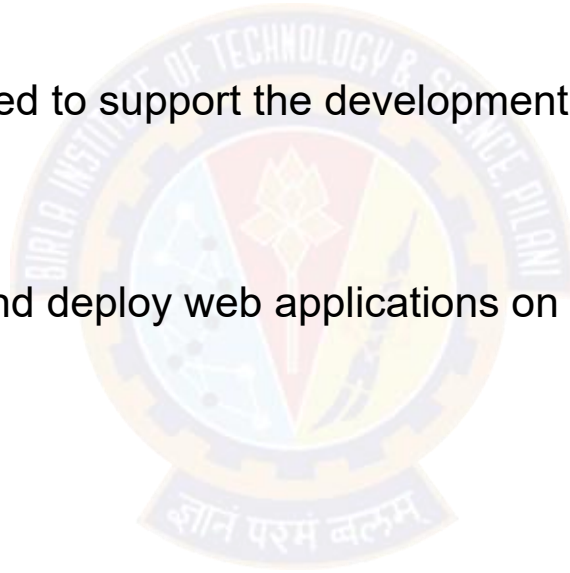 ed to support the development
nd deploy web applications on
BIRLA INSTITUTE OF TECHNOLOGY & SCIENCE, PILANI
ज्ञानं परमं बलम्